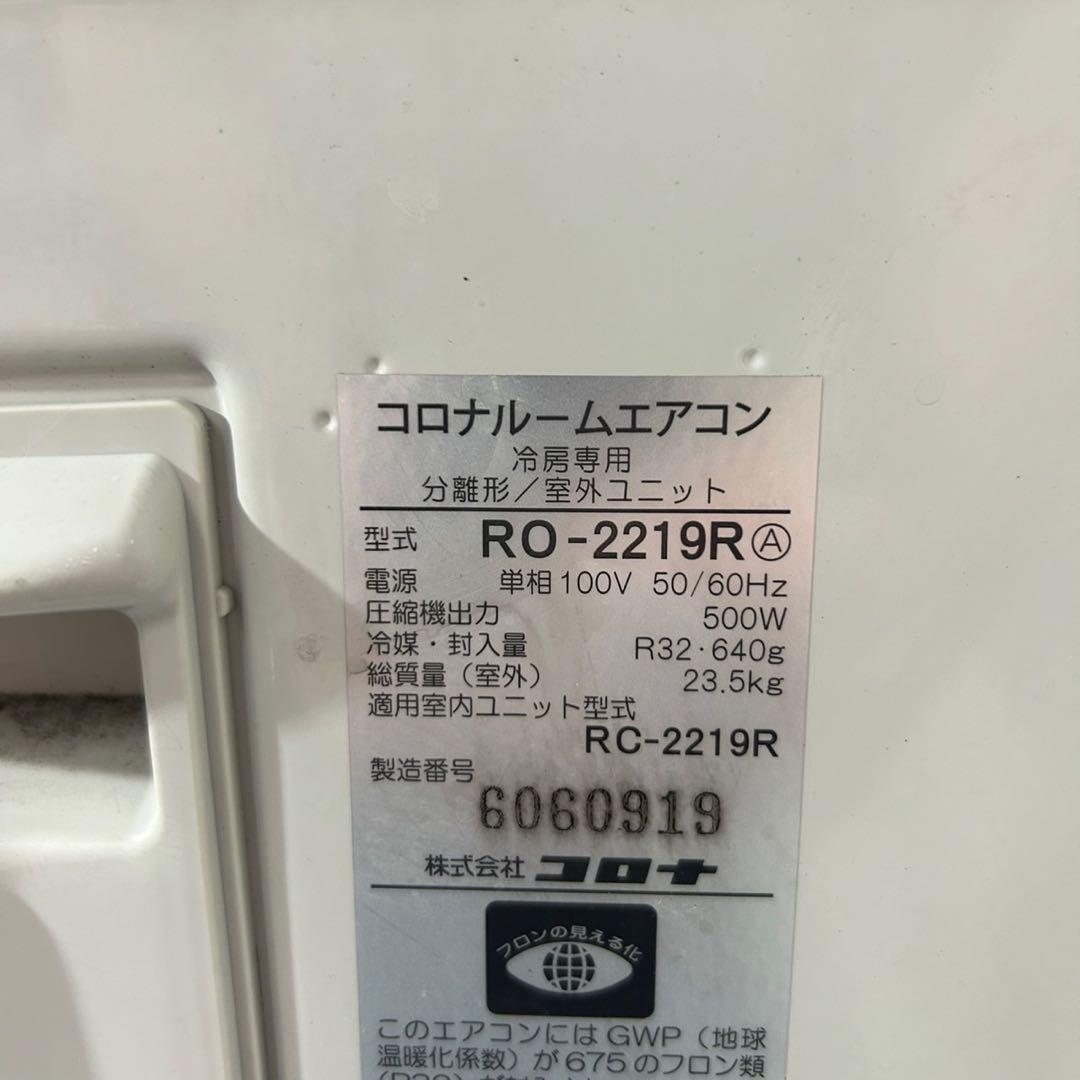 コロナルームエアコン
冷房専用
分離形／室外ユニット
型式 RO-2219R Ⓐ
電源 単相100V 50/60Hz
圧縮機出力 500W
冷媒・封入量 R32・640g
総質量（室外） 23.5kg
適用室内ユニット型式
RC-2219R
製造番号
6060919
株式会社 コロナ
フロンの見える化
このエアコンにはGWP（地球
温暖化係数）が675のフロン類